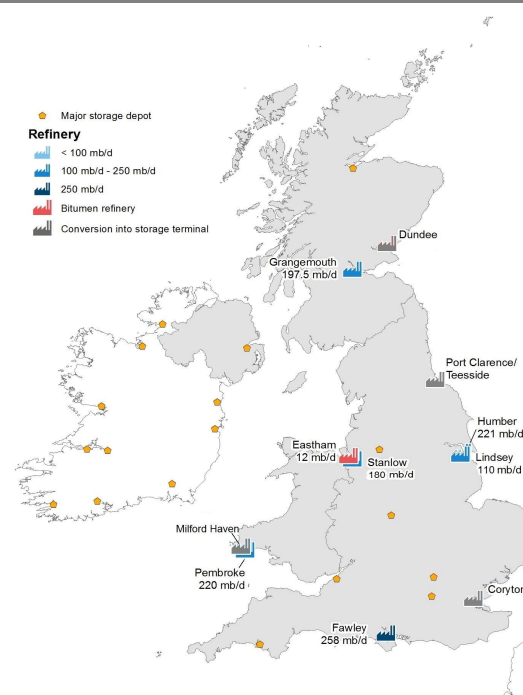 Major storage depot
Refinery
< 100 mb/d
100 mb/d - 250 mb/d
250 mb/d
Bitumen refinery
Conversion into storage terminal
Dundee
Grangemouth
197.5 mb/d
Port Clarence/
Teesside
Humber
221 mb/d
Eastham
12 mb/d
Stanlow
180 mb/d
Lindsey
110 mb/d
Milford Haven
Pembroke
220 mb/d
Coryton
Fawley
258 mb/d